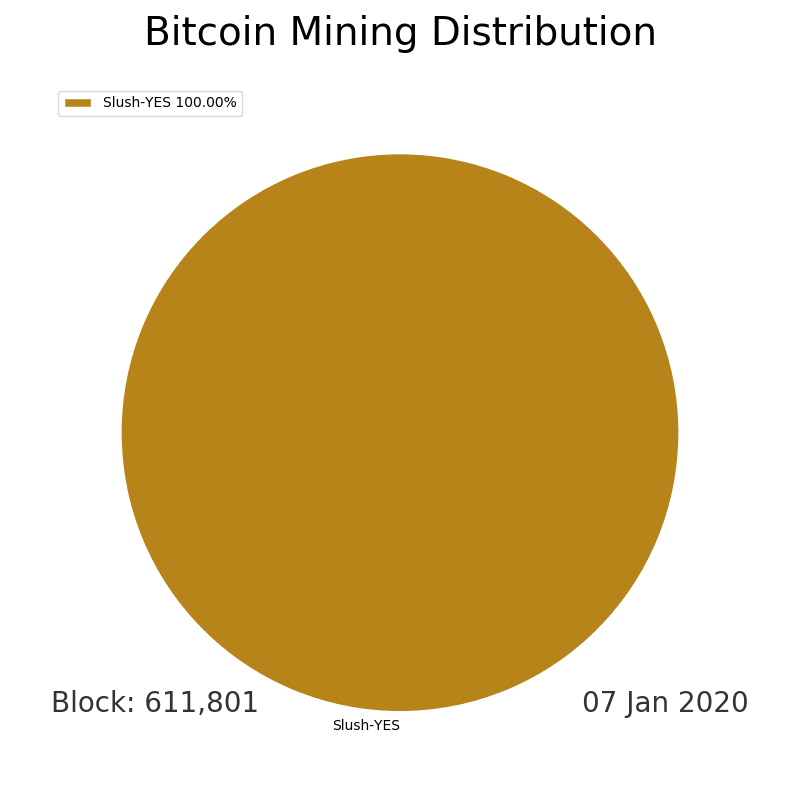 Bitcoin Mining Distribution
Slush-YES 100.00%
Block: 611,801
07 Jan 2020
Slush-YES